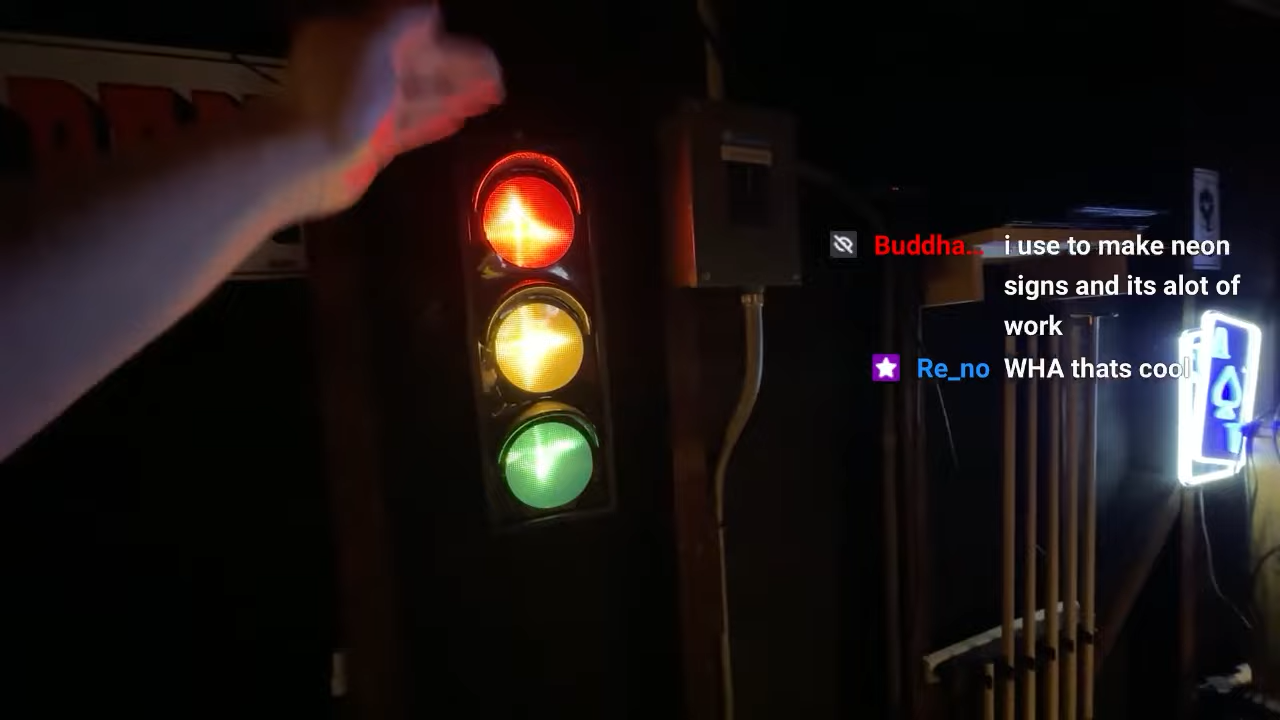 Buddha... i use to make neon
signs and its alot of
work
Re_no WHA thats cool
A